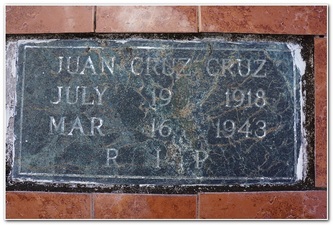 JUAN CRUZ CRUZ
JULY 19 1918
MAR 16 1943
R I P